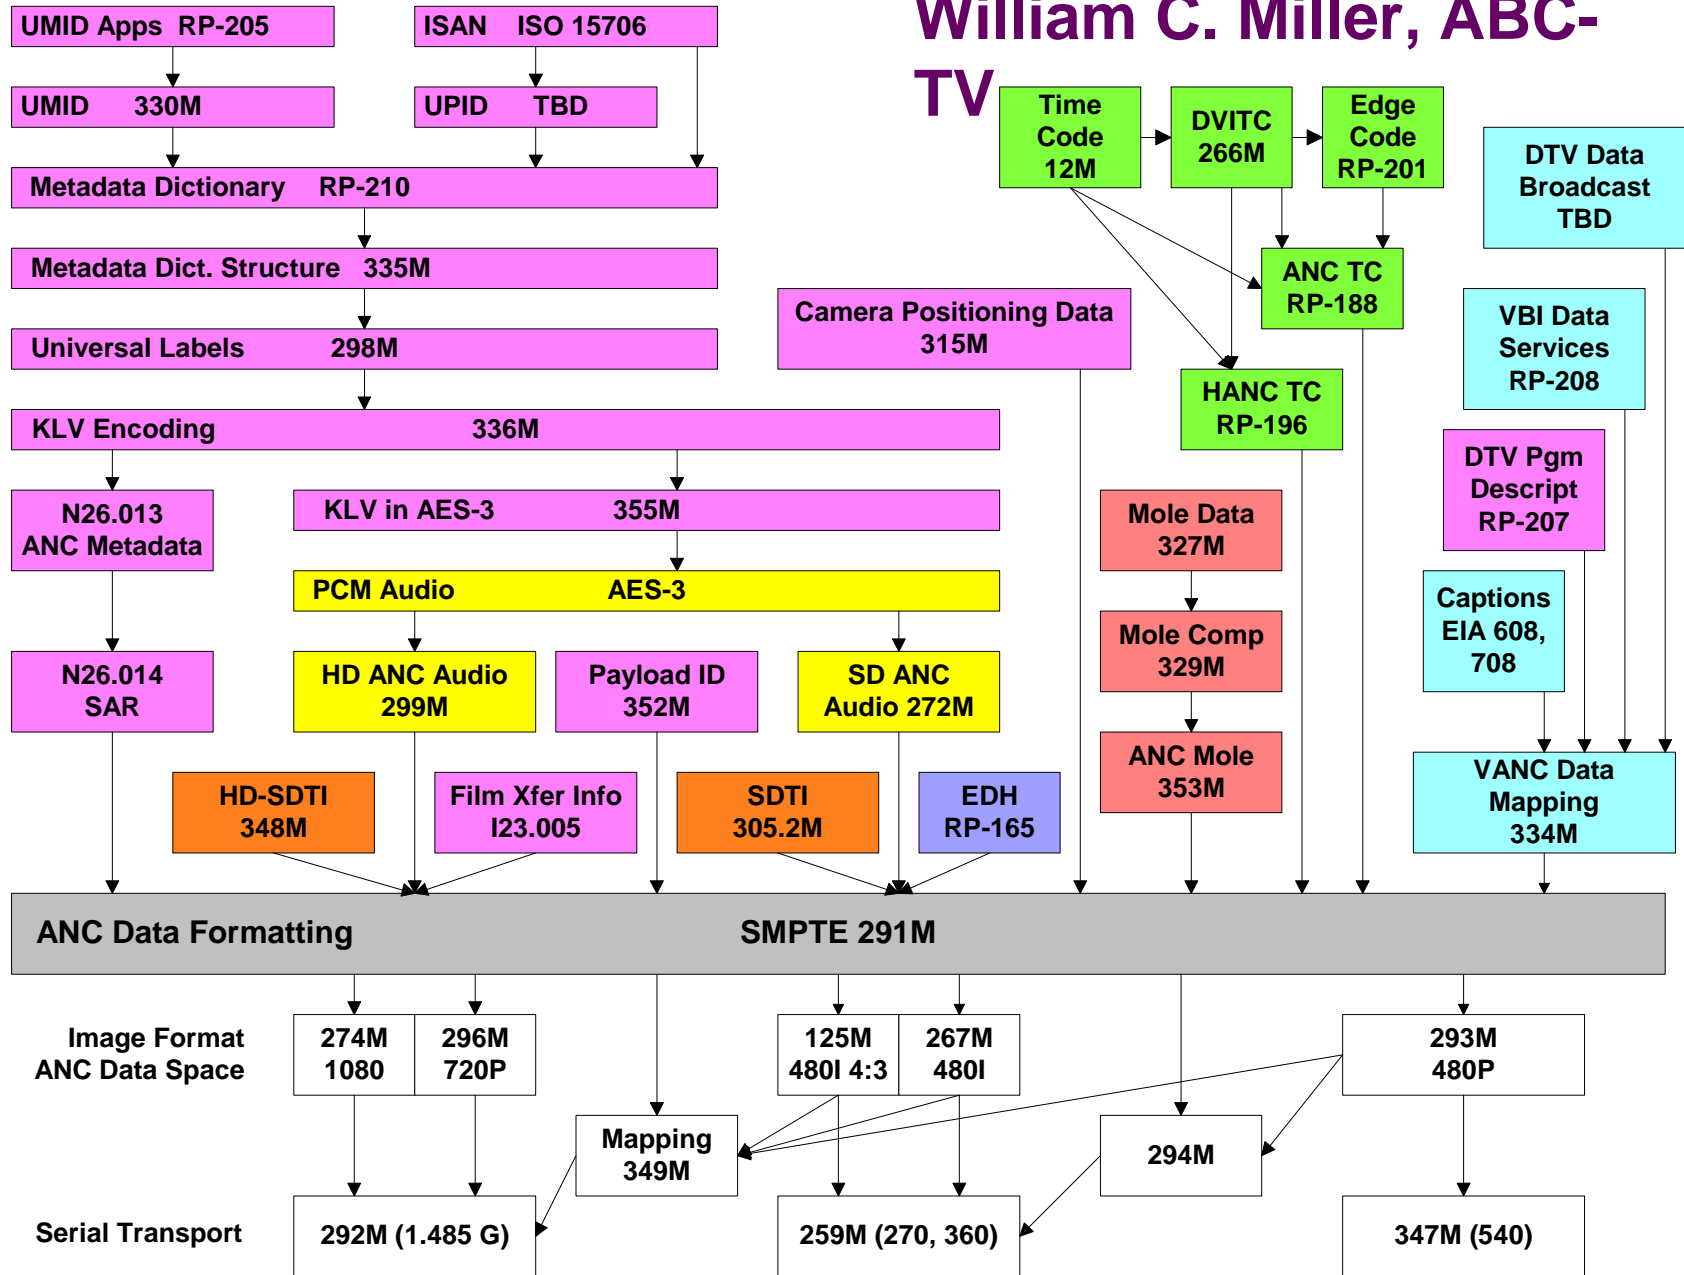 William C. Miller, ABC-
TV
UMID Apps RP-205
ISAN ISO 15706
UMID 330M
UPID TBD
Time
Code
12M
DVITC
266M
Edge
Code
RP-201
DTV Data
Broadcast
TBD
Metadata Dictionary RP-210
Metadata Dict. Structure 335M
ANC TC
RP-188
Camera Positioning Data
315M
VBI Data
Services
RP-208
Universal Labels 298M
HANC TC
RP-196
KLV Encoding 336M
DTV Pgm
Descript
RP-207
N26.013
ANC Metadata
KLV in AES-3 355M
Mole Data
327M
PCM Audio AES-3
Captions
EIA 608,
708
Mole Comp
329M
N26.014
SAR
HD ANC Audio
299M
Payload ID
352M
SD ANC
Audio 272M
ANC Mole
353M
VANC Data
Mapping
334M
HD-SDTI
348M
Film Xfer Info
I23.005
SDTI
305.2M
EDH
RP-165
ANC Data Formatting SMPTE 291M
Image Format
ANC Data Space
274M
1080
296M
720P
125M
480I 4:3
267M
480I
293M
480P
Mapping
349M
294M
Serial Transport
292M (1.485 G)
259M (270, 360)
347M (540)